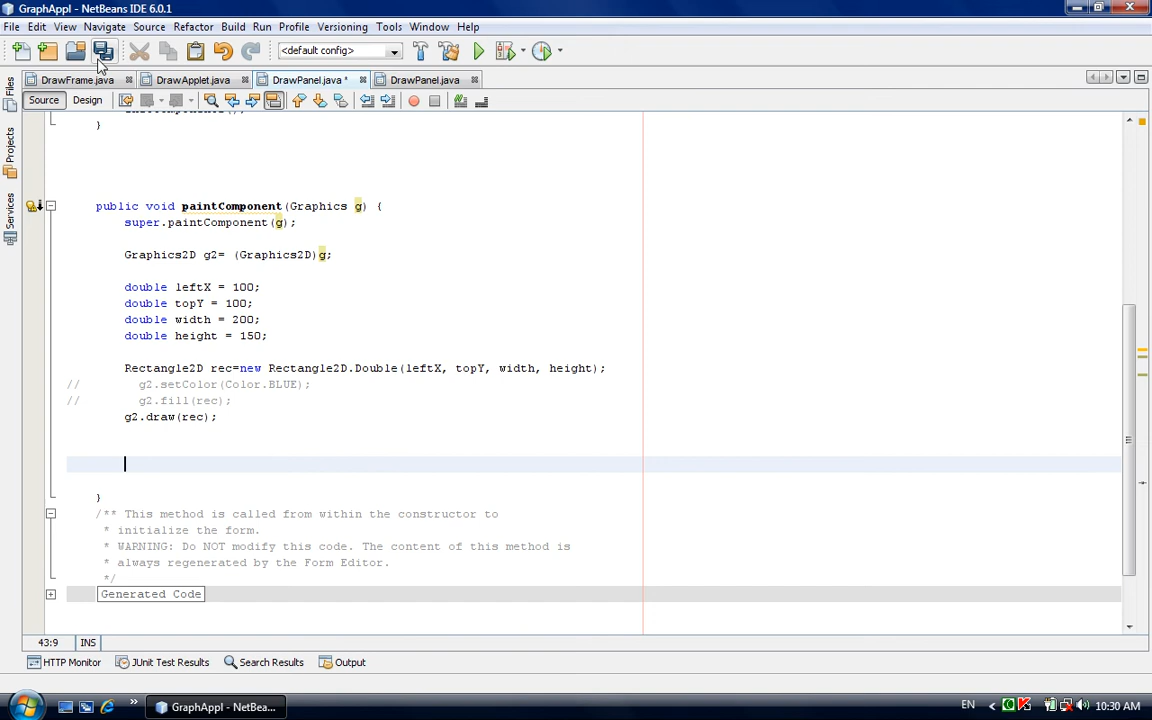 GraphAppl - NetBeans IDE 6.0.1
File Edit View Navigate Source Refactor Build Run Profile Versioning Tools Window Help
<default config>
DrawFrame.java DrawApplet.java DrawPanel.java * DrawPanel.java
Source Design
Files
Projects
Services
}
public void paintComponent(Graphics g) {
super.paintComponent(g);
Graphics2D g2= (Graphics2D)g;
double leftX = 100;
double topY = 100;
double width = 200;
double height = 150;
Rectangle2D rec=new Rectangle2D.Double(leftX, topY, width, height);
// g2.setColor(Color.BLUE);
// g2.fill(rec);
g2.draw(rec);
}
/** This method is called from within the constructor to
* initialize the form.
* WARNING: Do NOT modify this code. The content of this method is
* always regenerated by the Form Editor.
*/
Generated Code
43:9 INS
HTTP Monitor JUnit Test Results Search Results Output
GraphAppl - NetBea... EN 10:30 AM